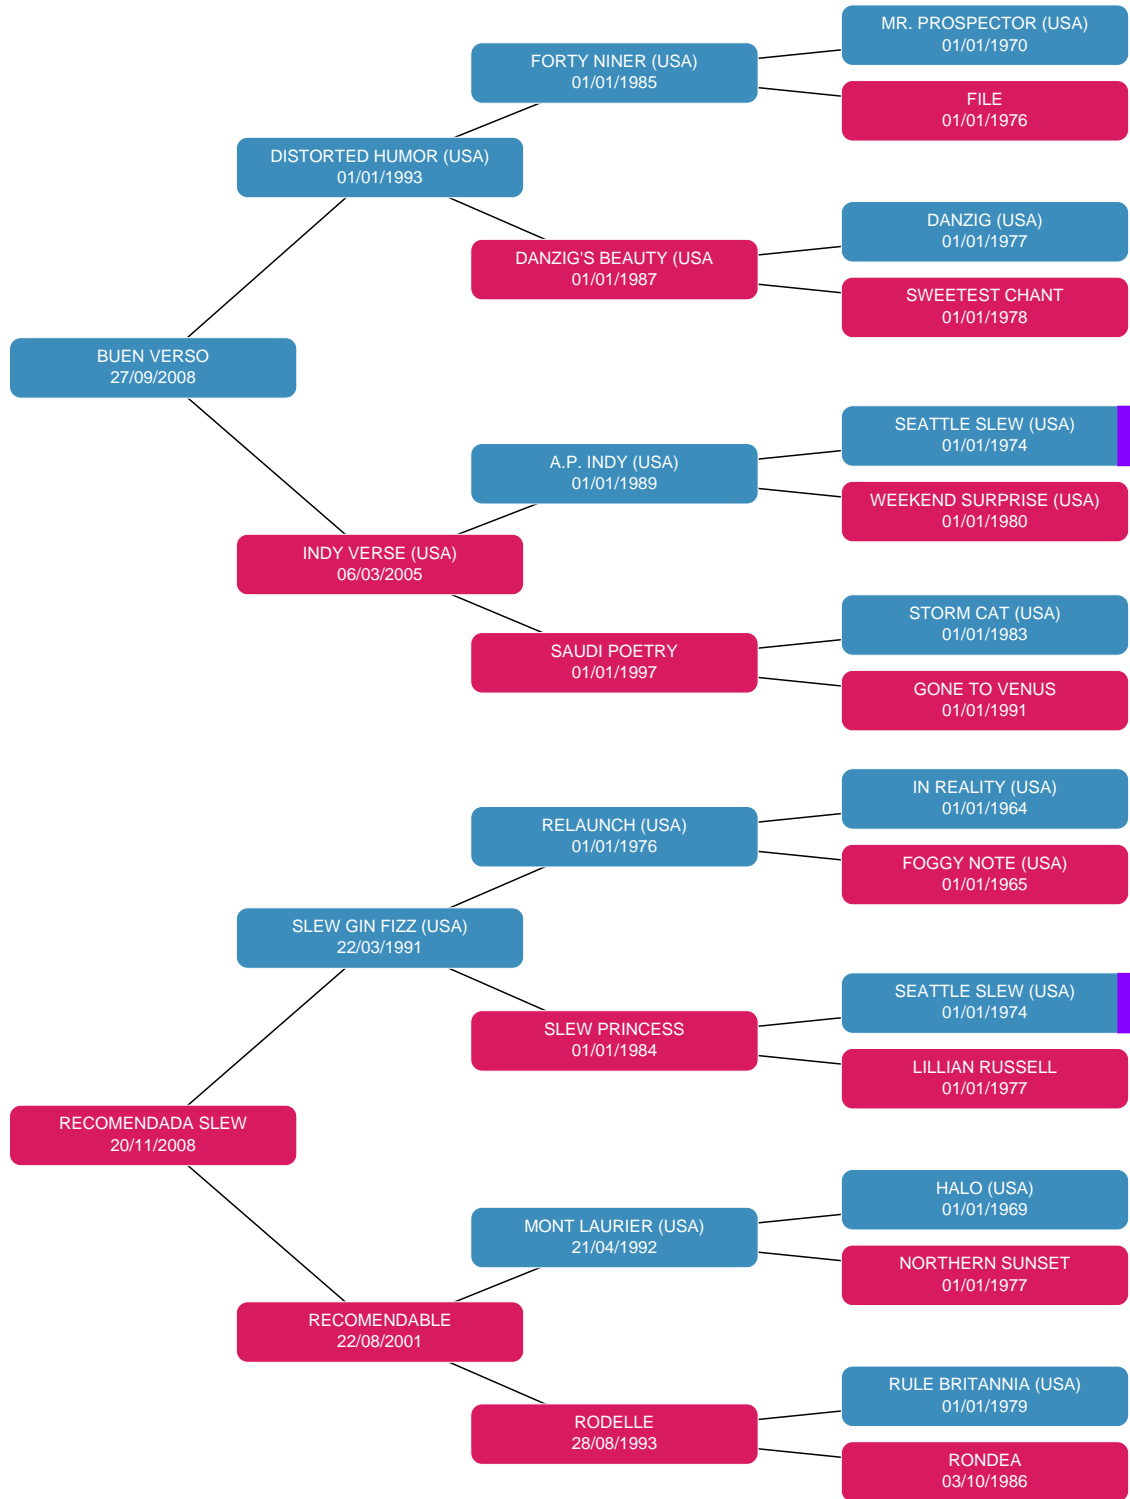 MR. PROSPECTOR (USA)
01/01/1970
FORTY NINER (USA)
01/01/1985
FILE
01/01/1976
DISTORTED HUMOR (USA)
01/01/1993
DANZIG (USA)
01/01/1977
DANZIG'S BEAUTY (USA
01/01/1987
SWEETEST CHANT
01/01/1978
BUEN VERSO
27/09/2008
SEATTLE SLEW (USA)
01/01/1974
A.P. INDY (USA)
01/01/1989
WEEKEND SURPRISE (USA)
01/01/1980
INDY VERSE (USA)
06/03/2005
STORM CAT (USA)
01/01/1983
SAUDI POETRY
01/01/1997
GONE TO VENUS
01/01/1991
IN REALITY (USA)
01/01/1964
RELAUNCH (USA)
01/01/1976
FOGGY NOTE (USA)
01/01/1965
SLEW GIN FIZZ (USA)
22/03/1991
SEATTLE SLEW (USA)
01/01/1974
SLEW PRINCESS
01/01/1984
LILLIAN RUSSELL
01/01/1977
RECOMENDADA SLEW
20/11/2008
HALO (USA)
01/01/1969
MONT LAURIER (USA)
21/04/1992
NORTHERN SUNSET
01/01/1977
RECOMENDABLE
22/08/2001
RULE BRITANNIA (USA)
01/01/1979
RODELLE
28/08/1993
RONDEA
03/10/1986